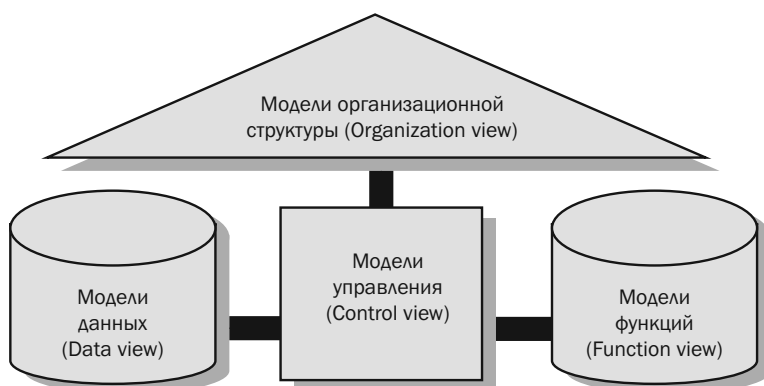 Модели организационной
структуры (Organization view)
Модели
данных
(Data view)
Модели
управления
(Control view)
Модели
функций
(Function view)